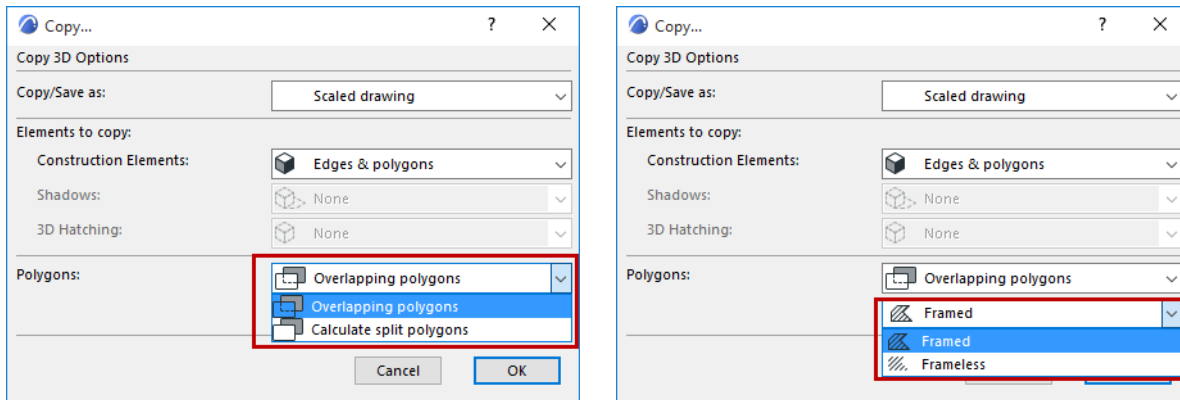 Copy... ? ×
Copy 3D Options
Copy/Save as: Scaled drawing
Elements to copy:
Construction Elements: Edges & polygons
Shadows: None
3D Hatching: None
Polygons: Overlapping polygons
Overlapping polygons
Calculate split polygons
Cancel OK
Copy... ? ×
Copy 3D Options
Copy/Save as: Scaled drawing
Elements to copy:
Construction Elements: Edges & polygons
Shadows: None
3D Hatching: None
Polygons: Overlapping polygons
Framed
Framed
Frameless